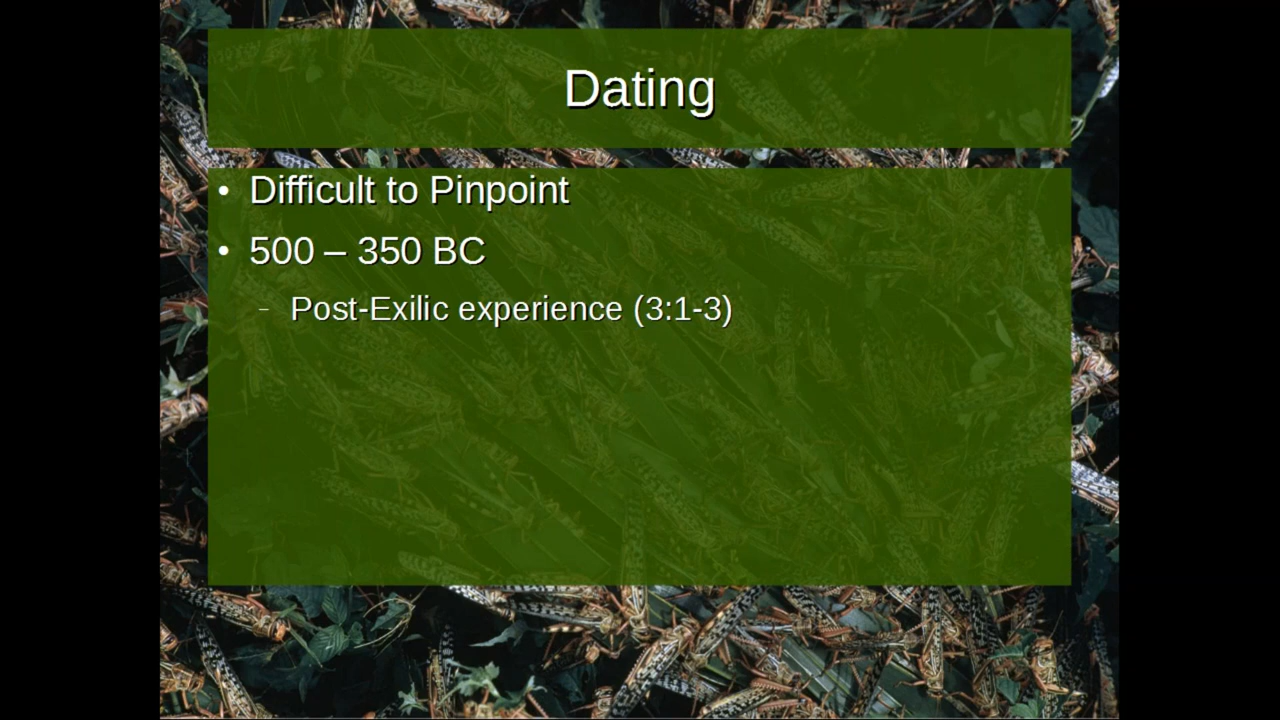 Dating
• Difficult to Pinpoint
• 500 – 350 BC
– Post-Exilic experience (3:1-3)